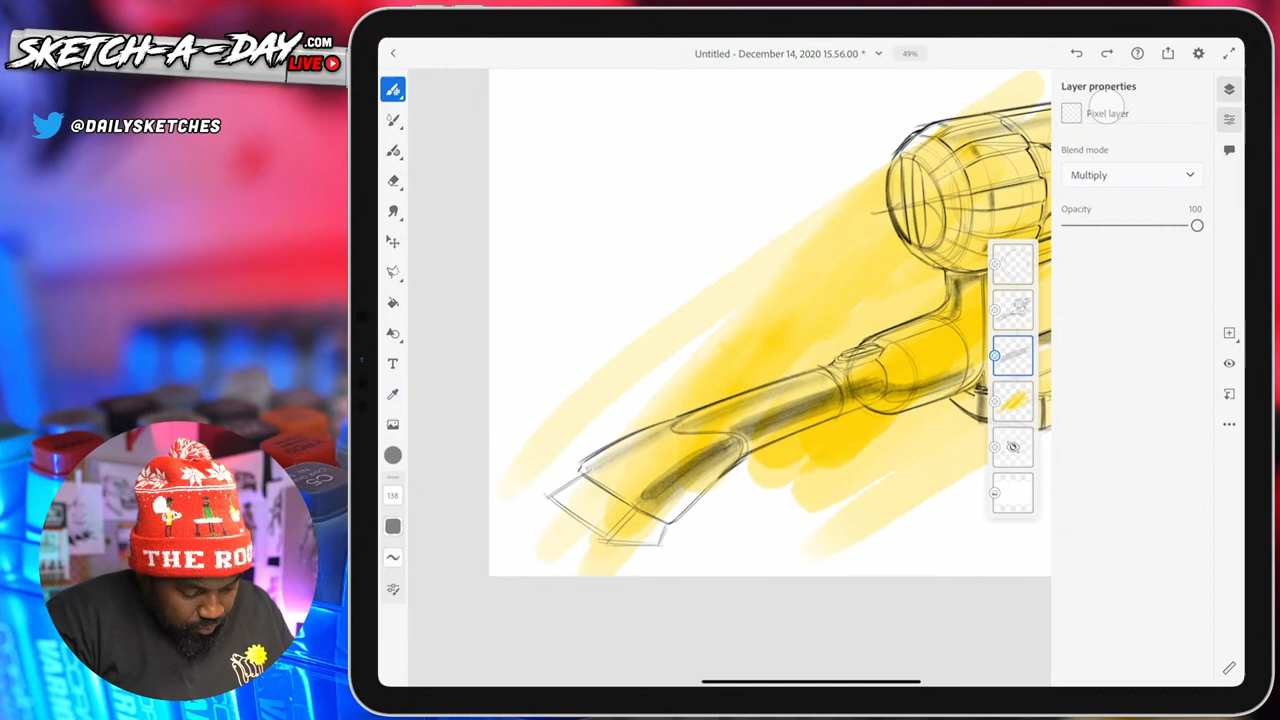 SKETCH-A-DAY.COM
LIVE
@DAILYSKETCHES
Untitled - December 14, 2020 15.56.00 *
49%
Layer properties
Pixel layer
Blend mode
Multiply
Opacity
100
T
138
THE ROO